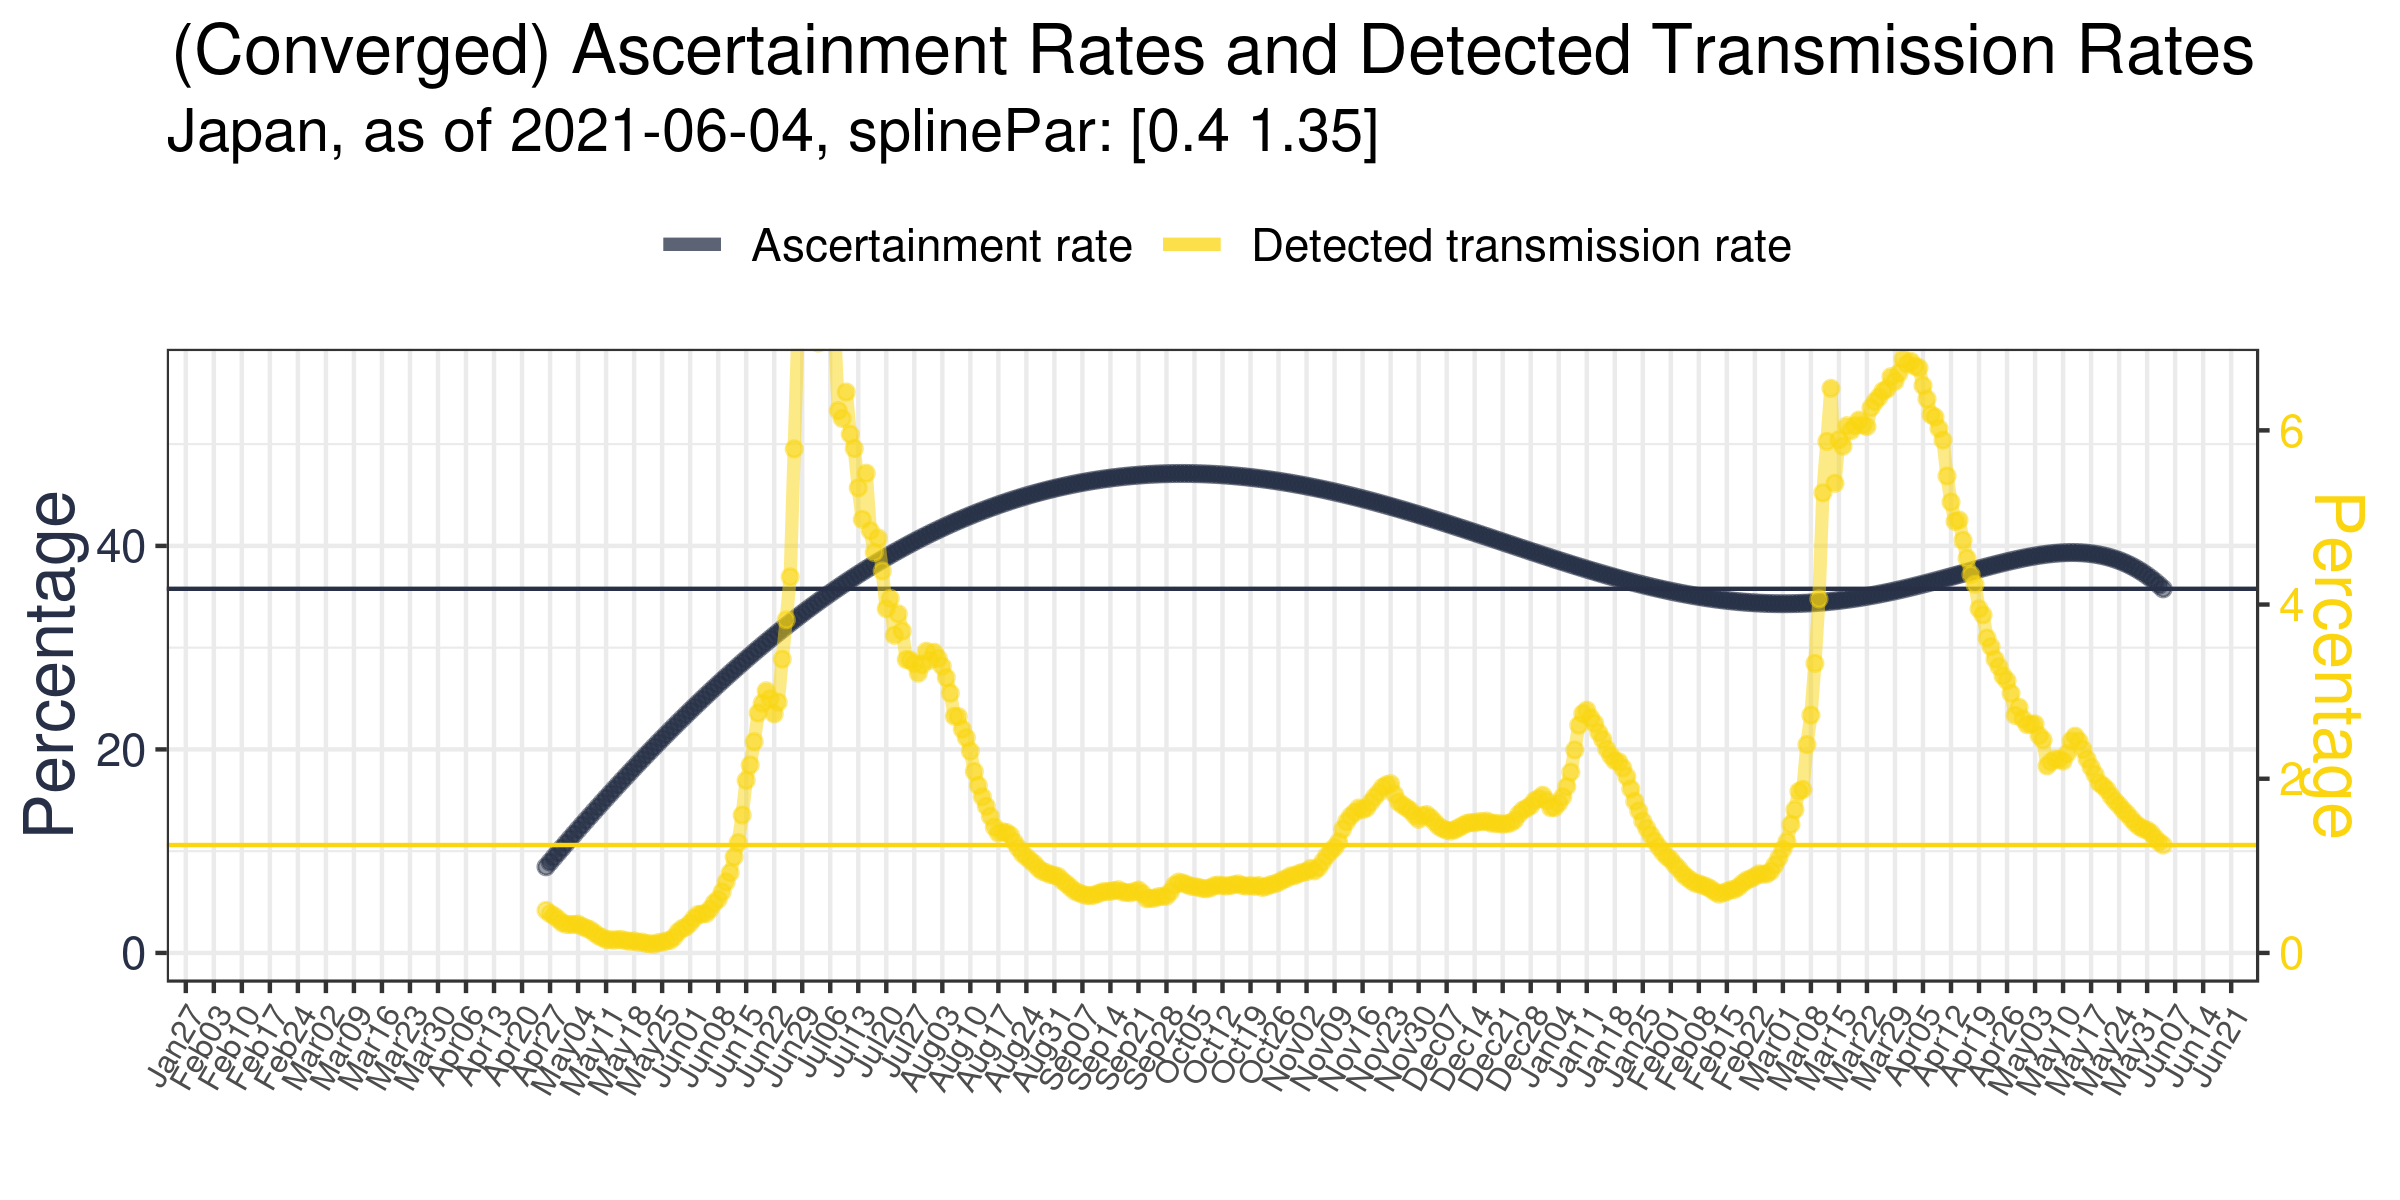 (Converged) Ascertainment Rates and Detected Transmission Rates
Japan, as of 2021-06-04, splinePar: [0.4 1.35]
Ascertainment rate Detected transmission rate
Percentage
40
20
0
6
4
2
0
Percentage
Jan27 Feb03 Feb10 Feb17 Feb24 Mar02 Mar09 Mar16 Mar23 Mar30 Apr06 Apr13 Apr20 Apr27 May04 May11 May18 May25 Jun01 Jun08 Jun15 Jun22 Jun29 Jul06 Jul13 Jul20 Jul27 Aug03 Aug10 Aug17 Aug24 Aug31 Sep07 Sep14 Sep21 Sep28 Oct05 Oct12 Oct19 Oct26 Nov02 Nov09 Nov16 Nov23 Nov30 Dec07 Dec14 Dec21 Dec28 Jan04 Jan11 Jan18 Jan25 Feb01 Feb08 Feb15 Feb22 Mar01 Mar08 Mar15 Mar22 Mar29 Apr05 Apr12 Apr19 Apr26 May03 May10 May17 May24 May31 Jun07 Jun14 Jun21